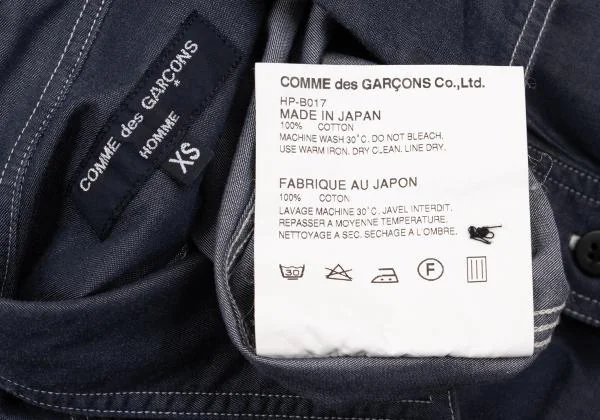 COMME des GARÇONS
HOMME
XS
COMME des GARÇONS Co.,Ltd.
HP-B017
MADE IN JAPAN
100% COTTON
MACHINE WASH 30°C. DO NOT BLEACH.
USE WARM IRON. DRY CLEAN. LINE DRY.
FABRIQUE AU JAPON
100% COTON
LAVAGE MACHINE 30°C. JAVEL INTERDIT.
REPASSER A MOYENNE TEMPERATURE.
NETTOYAGE A SEC. SECHAGE A L'OMBRE.
30
F